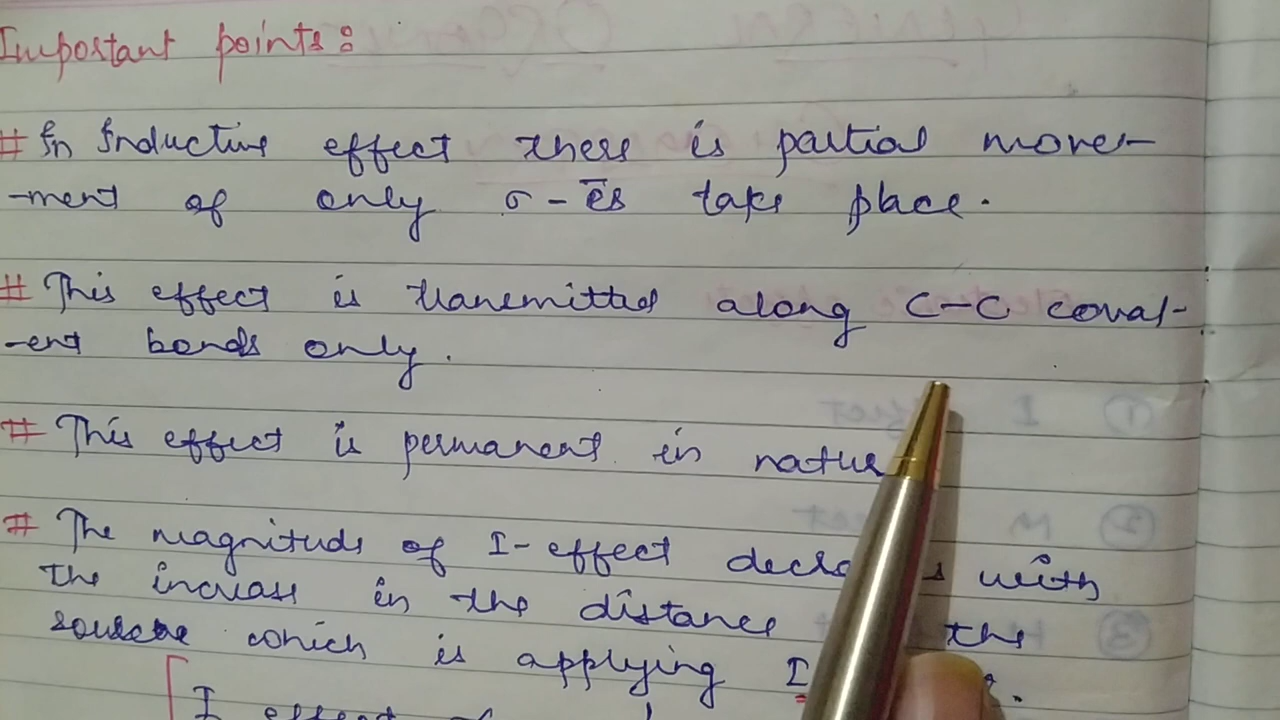 Important points:
# In Inductive effect there is partial move-
-ment of only σ - ēs take place.
# This effect is transmitted along C-C coval-
-ent bonds only.
# This effect is permanent in natur
# The magnitude of I-effect decre s with
the increase in the distance the
source which is applying I
I effect